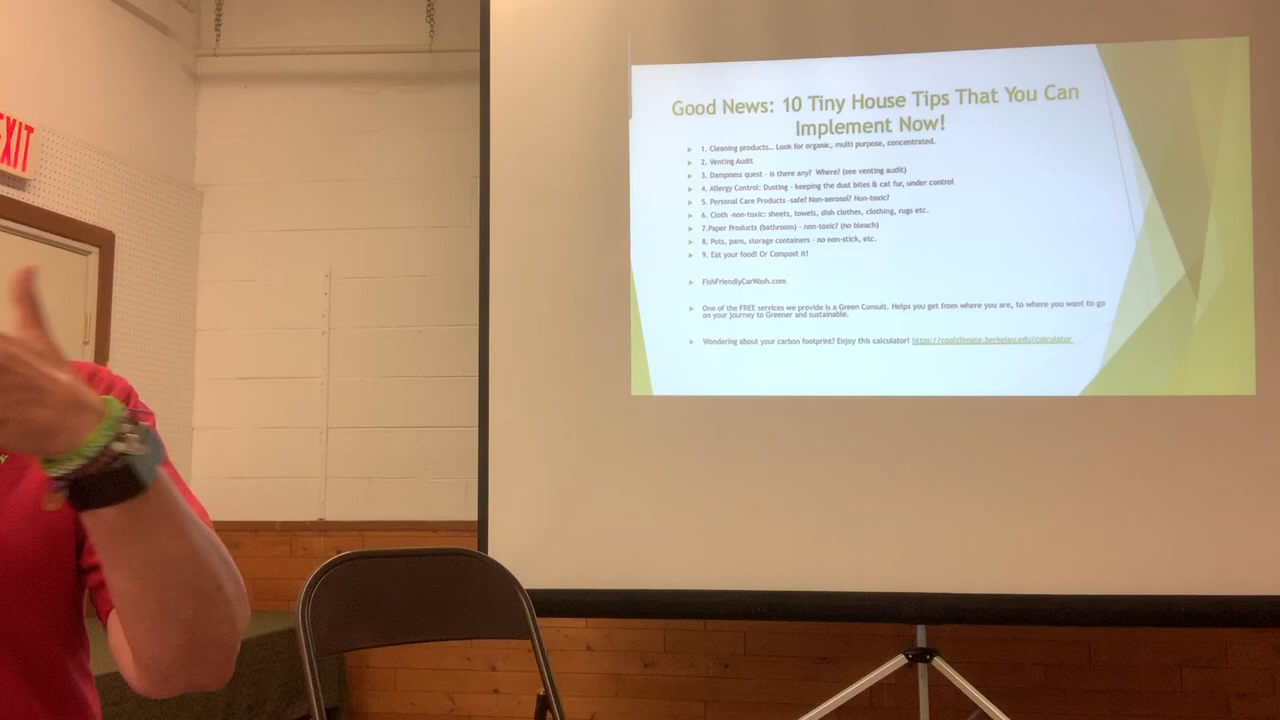 EXIT
Good News: 10 Tiny House Tips That You Can
Implement Now!
1. Cleaning products... Look for organic, multi purpose, concentrated.
2. Venting Audit
3. Dampness quest - is there any? Where? (see venting audit)
4. Allergy Control: Dusting - keeping the dust bites & cat fur, under control
5. Personal Care Products -safe? Non-aerosol? Non-toxic?
6. Cloth -non-toxic: sheets, towels, dish clothes, clothing, rugs etc.
7.Paper Products (bathroom) - non-toxic? (no bleach)
8. Pots, pans, storage containers - no non-stick, etc.
9. Eat your food! Or Compost it!
FishFriendlyCarWash.com
One of the FREE services we provide is a Green Consult. Helps you get from where you are, to where you want to go
on your journey to Greener and sustainable.
Wondering about your carbon footprint? Enjoy this calculator! https://coolclimate.berkeley.edu/calculator